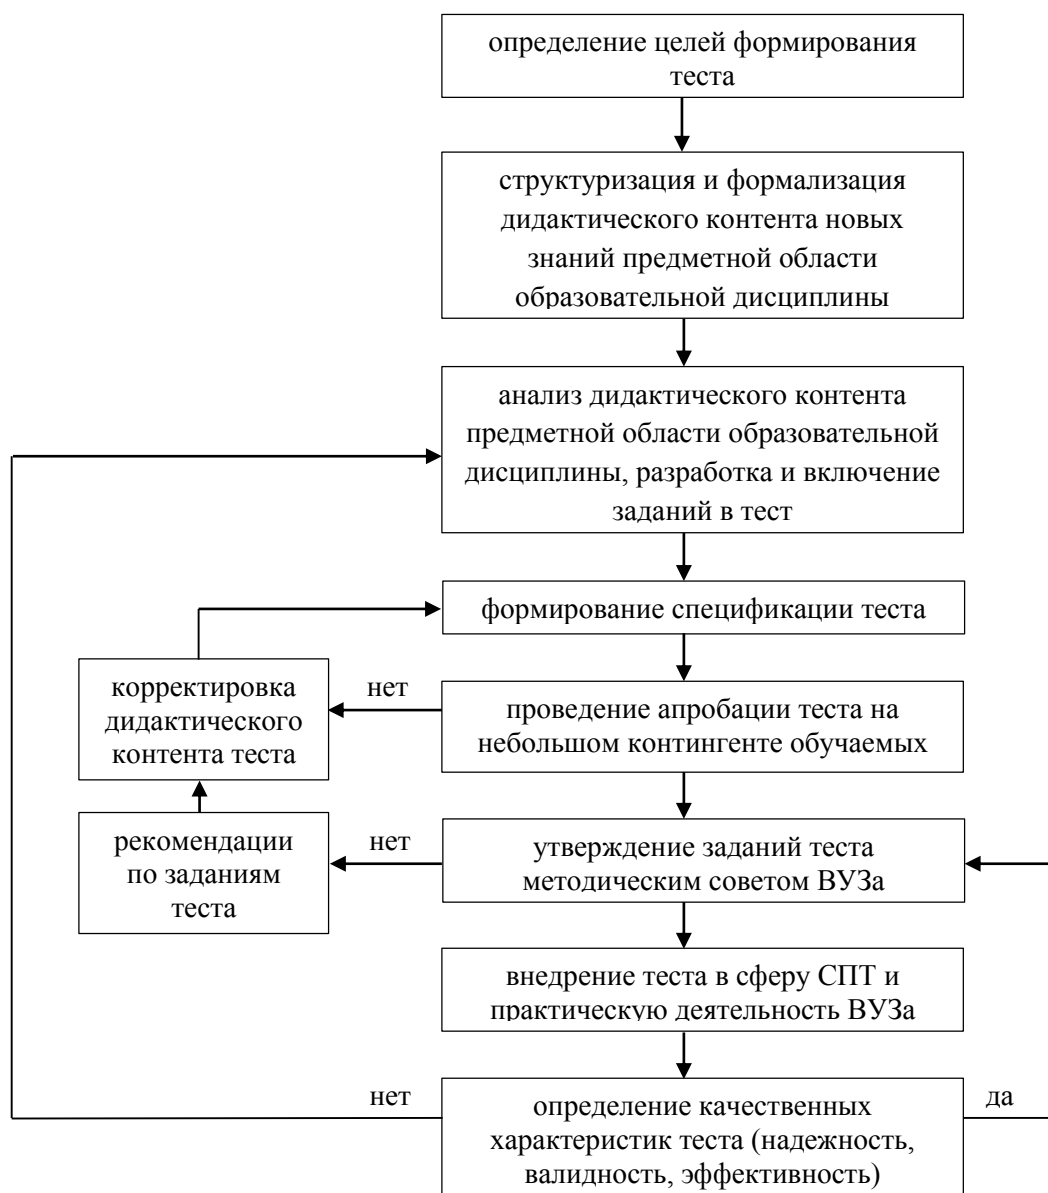 определение целей формирования
теста
структуризация и формализация
дидактического контента новых
знаний предметной области
образовательной дисциплины
анализ дидактического контента
предметной области образовательной
дисциплины, разработка и включение
заданий в тест
формирование спецификации теста
корректировка
дидактического
контента теста
нет
проведение апробации теста на
небольшом контингенте обучаемых
рекомендации
по заданиям
теста
нет
утверждение заданий теста
методическим советом ВУЗа
внедрение теста в сферу СПТ и
практическую деятельность ВУЗа
нет
определение качественных
характеристик теста (надежность,
валидность, эффективность)
да